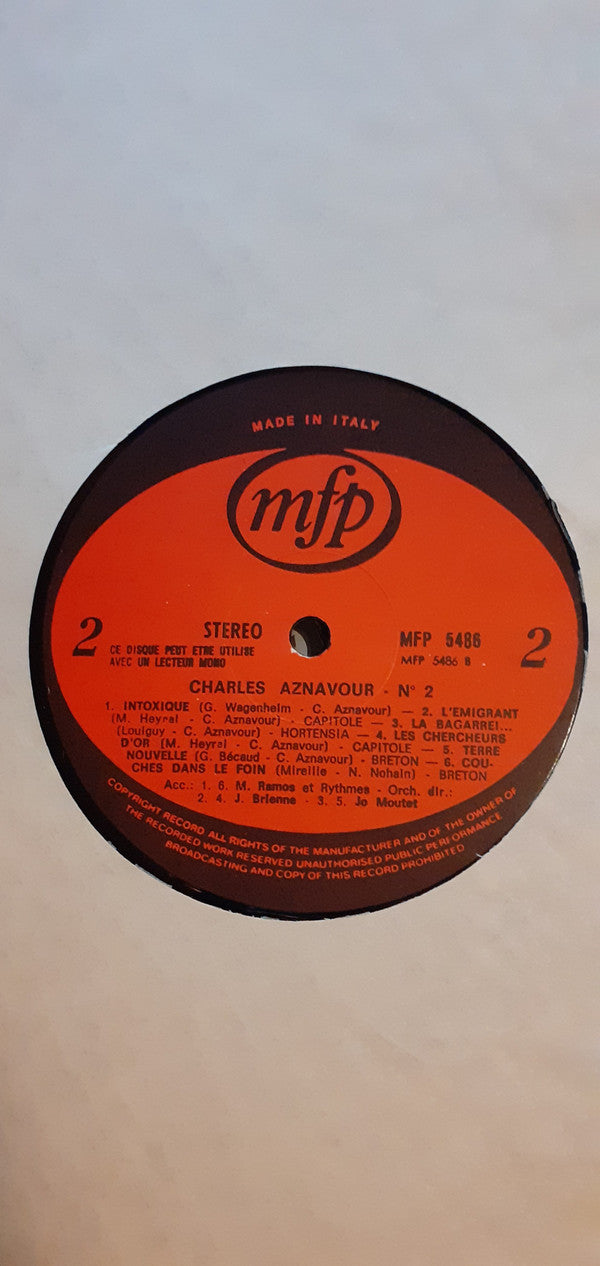 MADE IN ITALY
mfp
2
STEREO
CE DISQUE PEUT ETRE UTILISE
AVEC UN LECTEUR MONO
MFP 5486
MFP 5486 B
2
CHARLES AZNAVOUR - N° 2
1. INTOXIQUE (G. Wagenheim - C. Aznavour) — 2. L'EMIGRANT
(M. Heyral - C. Aznavour) - CAPITOLE — 3. LA BAGARRE!...
(Louiguy - C. Aznavour) - HORTENSIA — 4. LES CHERCHEURS
D'OR (M. Heyral - C. Aznavour) - CAPITOLE - 5. TERRE
NOUVELLE (G. Bécaud - C. Aznavour) - BRETON — 6. COU-
CHES DANS LE FOIN (Mireille - N. Nohain) - BRETON
Acc.: 1. 6. M. Ramos et Rythmes - Orch. dir.:
2. 4. J. Brienne - 3. 5. Jo Moutet
COPYRIGHT RECORD ALL RIGHTS OF THE MANUFACTURER AND OF THE OWNER OF
THE RECORDED WORK RESERVED UNAUTHORISED PUBLIC PERFORMANCE
BROADCASTING AND COPY OF THIS RECORD PROHIBITED